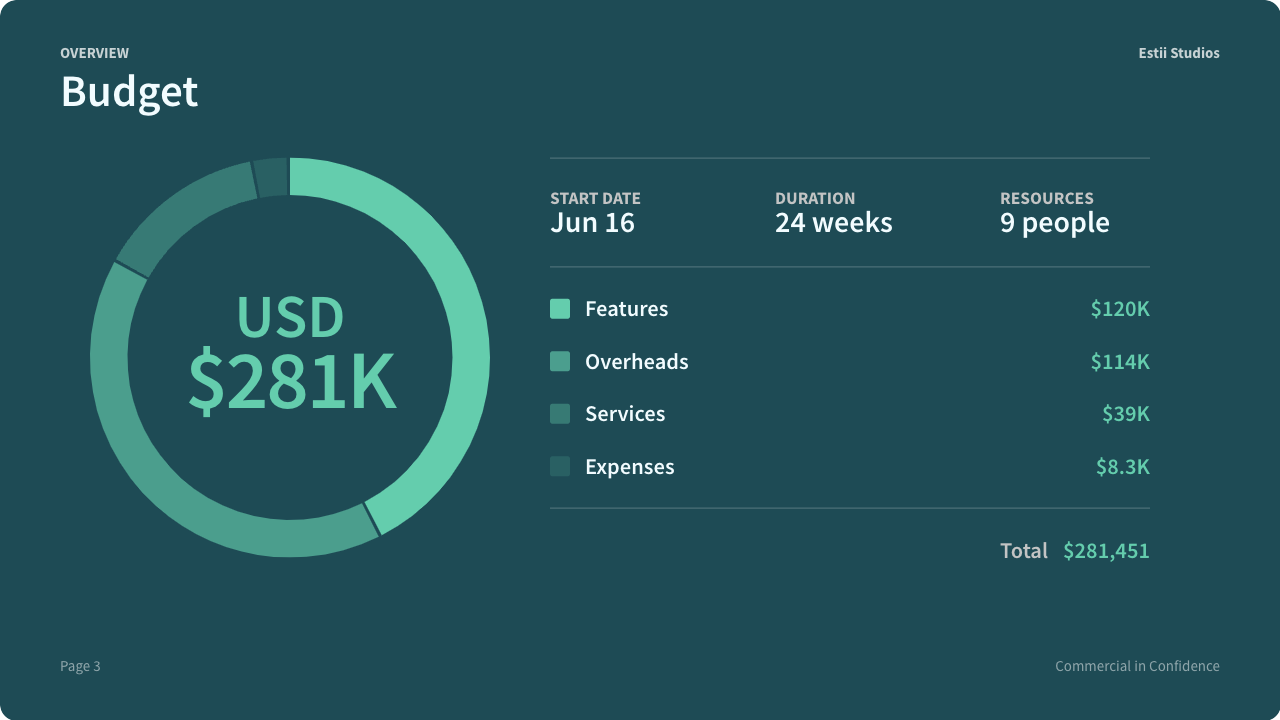 OVERVIEW
Estii Studios
Budget
USD
$281K
START DATE
Jun 16
DURATION
24 weeks
RESOURCES
9 people
Features $120K
Overheads $114K
Services $39K
Expenses $8.3K
Total $281,451
Page 3
Commercial in Confidence